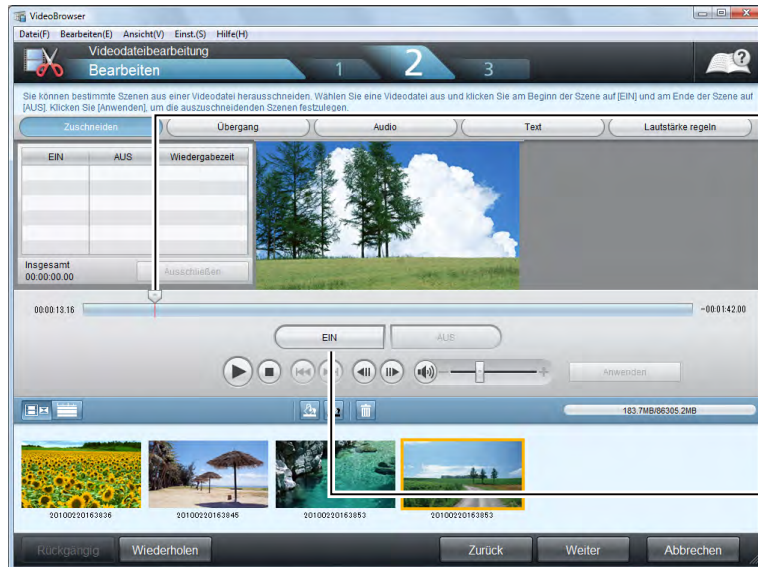 VideoBrowser
Datei(F) Bearbeiten(E) Ansicht(V) Einst.(S) Hilfe(H)
Videodateibearbeitung
Bearbeiten
1
2
3
?
Sie können bestimmte Szenen aus einer Videodatei herausschneiden. Wählen Sie eine Videodatei aus und klicken Sie am Beginn der Szene auf [EIN] und am Ende der Szene auf
[AUS]. Klicken Sie [Anwenden], um die auszuschneidenden Szenen festzulegen.
Zuschneiden Übergang Audio Text Lautstärke regeln
EIN AUS Wiedergabezeit
Insgesamt
00:00:00.00
Ausschließen
00:00:13.16
-00:01:42.00
EIN AUS
Anwenden
183.7MB/86305.2MB
20100220163836 20100220163845 20100220163853 20100220163853
Rückgängig Wiederholen Zurück Weiter Abbrechen